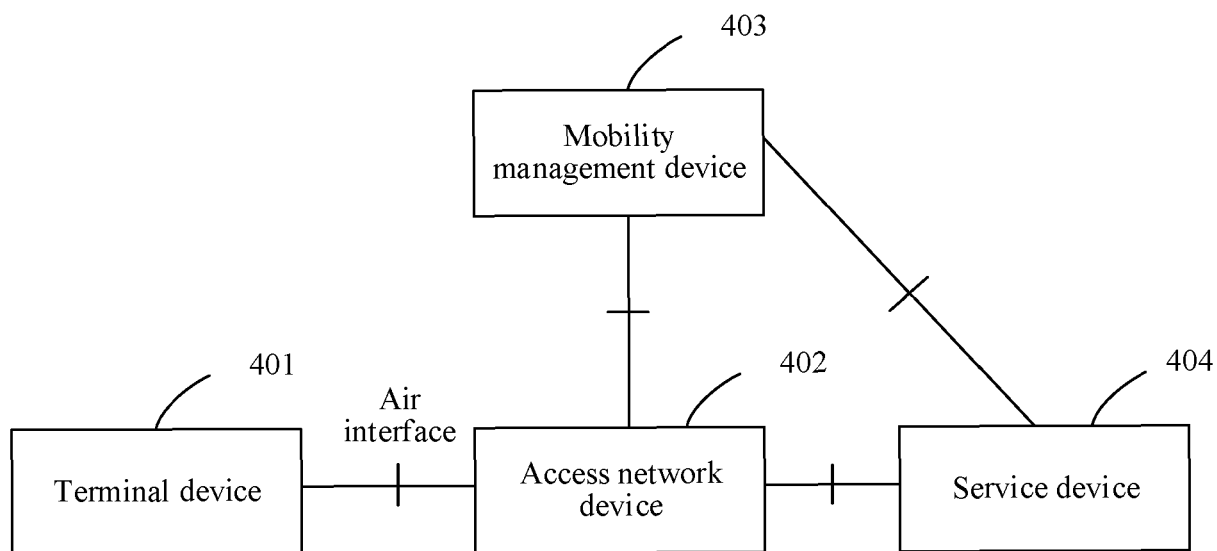 403
Mobility
management device
401
Air
interface
402
404
Terminal device
Access network
device
Service device